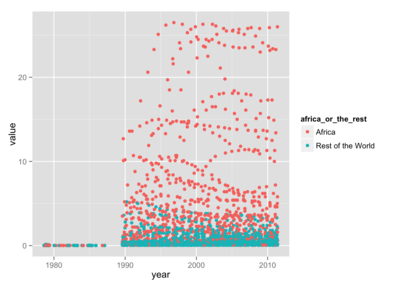 20
10
0
value
1980
1990
2000
2010
year
africa_or_the_rest
Africa
Rest of the World